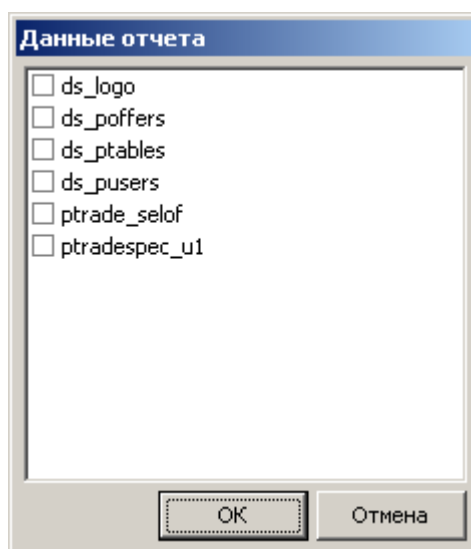 Данные отчета
ds_logo
ds_poffers
ds_ptables
ds_pusers
ptrade_selof
ptradespec_u1
OK
Отмена